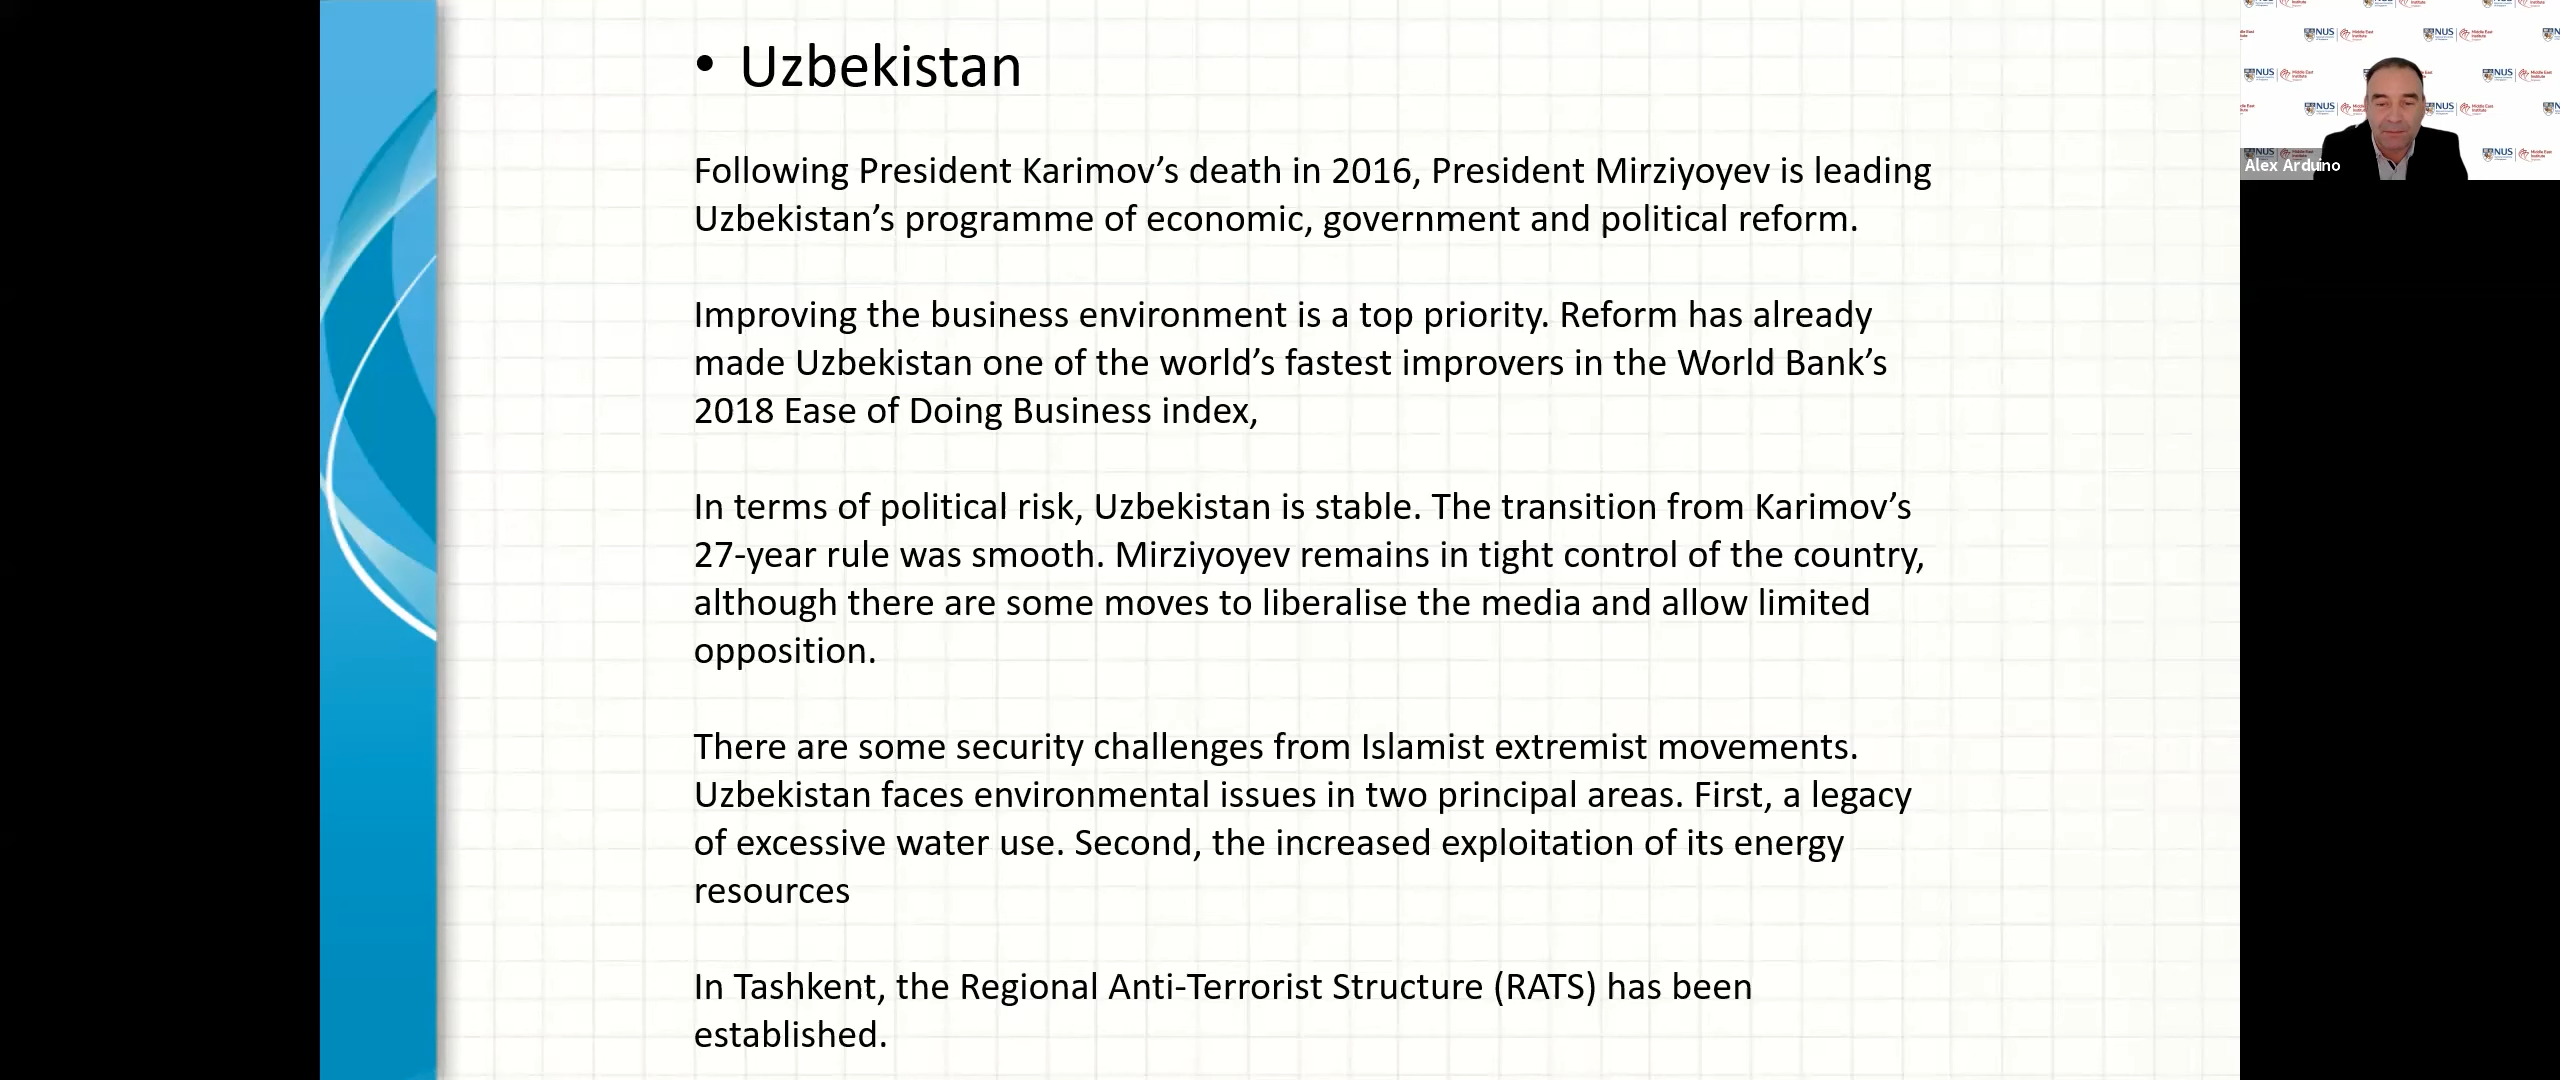 • Uzbekistan
Following President Karimov’s death in 2016, President Mirziyoyev is leading
Uzbekistan’s programme of economic, government and political reform.
Improving the business environment is a top priority. Reform has already
made Uzbekistan one of the world’s fastest improvers in the World Bank’s
2018 Ease of Doing Business index,
In terms of political risk, Uzbekistan is stable. The transition from Karimov’s
27-year rule was smooth. Mirziyoyev remains in tight control of the country,
although there are some moves to liberalise the media and allow limited
opposition.
There are some security challenges from Islamist extremist movements.
Uzbekistan faces environmental issues in two principal areas. First, a legacy
of excessive water use. Second, the increased exploitation of its energy
resources
In Tashkent, the Regional Anti-Terrorist Structure (RATS) has been
established.
NUS
Middle East
Institute
Alex Arduino